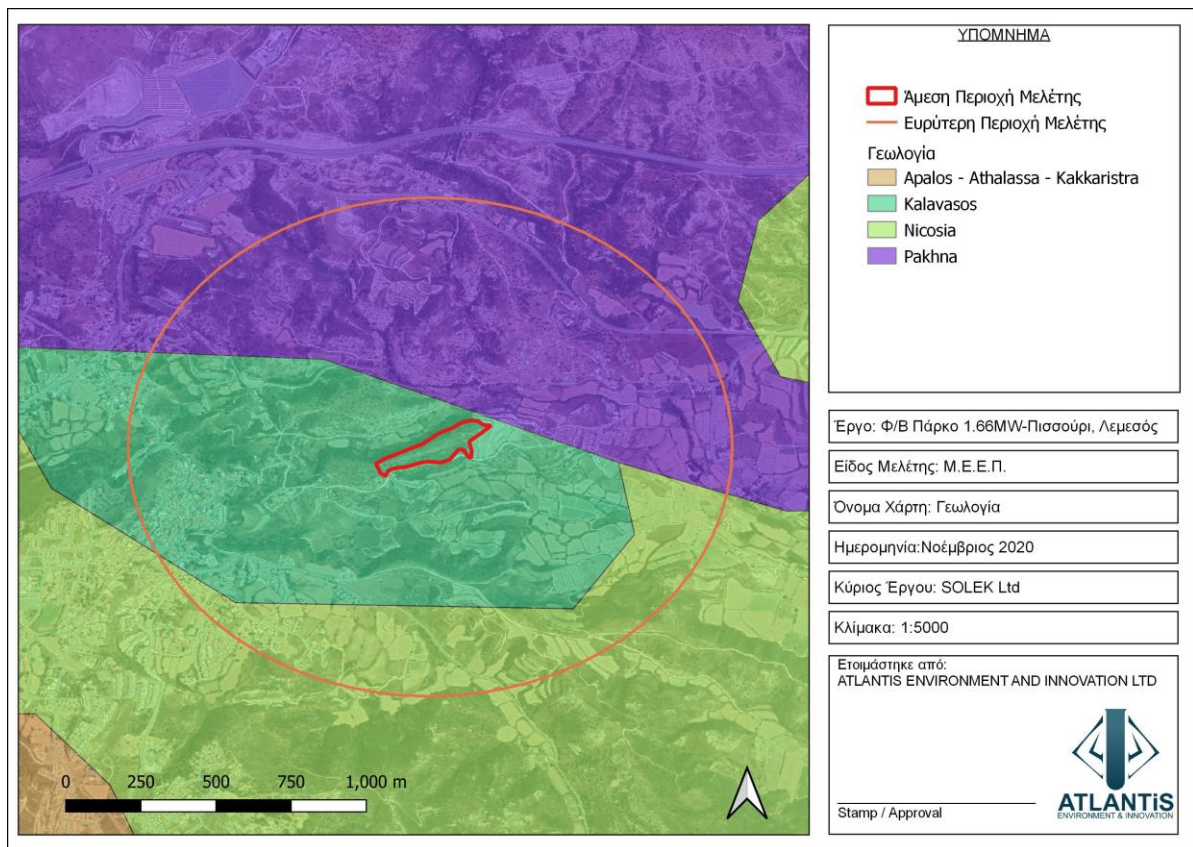 ΥΠΟΜΝΗΜΑ
Άμεση Περιοχή Μελέτης
Ευρύτερη Περιοχή Μελέτης
Γεωλογία
Apalos - Athalassa - Kakkaristra
Kalavasos
Nicosia
Pakhna
Έργο: Φ/Β Πάρκο 1.66MW-Πισσούρι, Λεμεσός
Είδος Μελέτης: Μ.Ε.Ε.Π.
Όνομα Χάρτη: Γεωλογία
Ημερομηνία:Νοέμβριος 2020
Κύριος Έργου: SOLEK Ltd
Κλίμακα: 1:5000
Ετοιμάστηκε από:
ATLANTIS ENVIRONMENT AND INNOVATION LTD
ATLANTiS
ENVIRONMENT & INNOVATION
Stamp / Approval
0 250 500 750 1,000 m